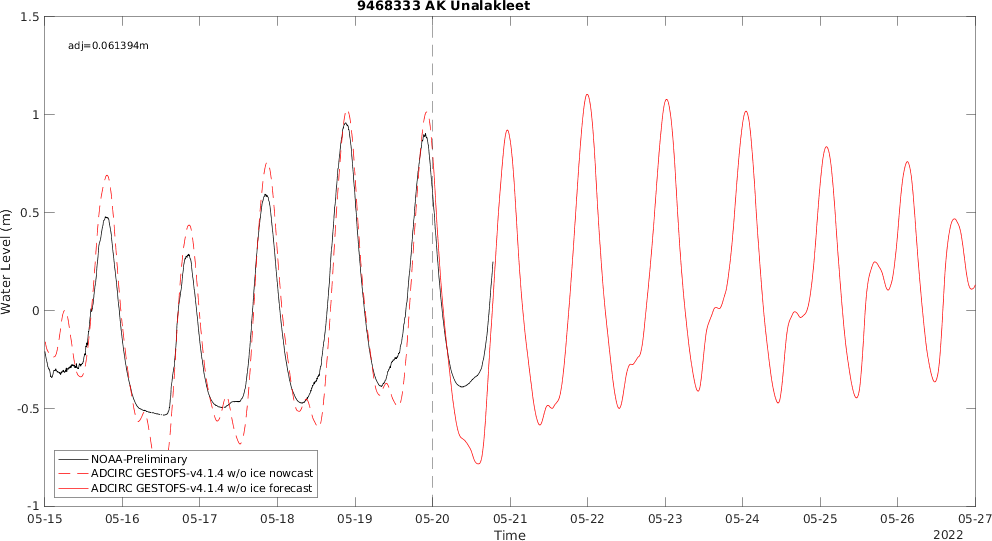 9468333 AK Unalakleet
adj=0.061394m
Water Level (m)
1.5
1
0.5
0
-0.5
-1
NOAA-Preliminary
ADCIRC GESTOFS-v4.1.4 w/o ice nowcast
ADCIRC GESTOFS-v4.1.4 w/o ice forecast
05-15 05-16 05-17 05-18 05-19 05-20 05-21 05-22 05-23 05-24 05-25 05-26 05-27
Time
2022